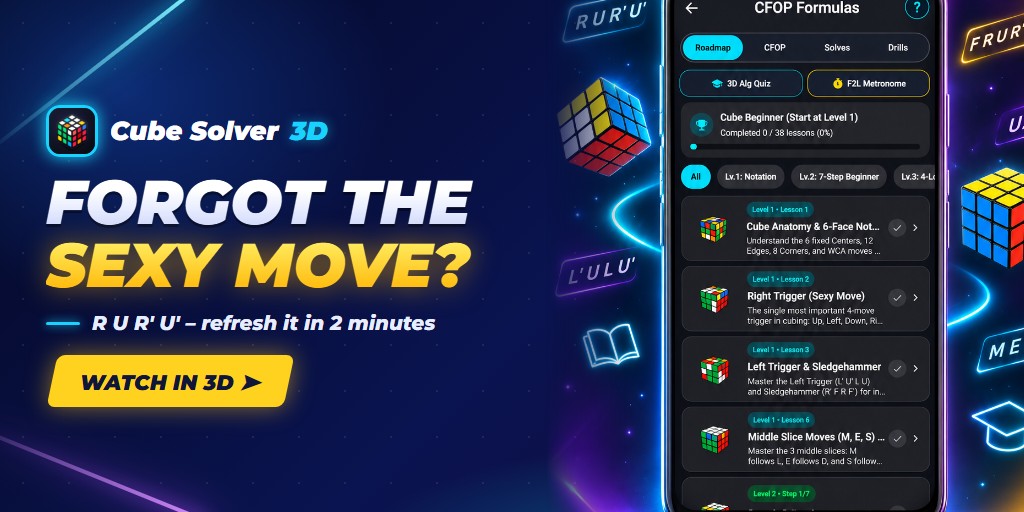 Cube Solver 3D
FORGOT THE
SEXY MOVE?
R U R' U' – refresh it in 2 minutes
WATCH IN 3D ➤
R U R' U'
L' U L U'
CFOP Formulas
?
Roadmap
CFOP
Solves
Drills
3D Alg Quiz
F2L Metronome
Cube Beginner (Start at Level 1)
Completed 0 / 38 lessons (0%)
All
Lv.1: Notation
Lv.2: 7-Step Beginner
Lv.3: 4-L
Level 1 • Lesson 1
Cube Anatomy & 6-Face Not...
Understand the 6 fixed Centers, 12
Edges, 8 Corners, and WCA moves ...
Level 1 • Lesson 2
Right Trigger (Sexy Move)
The single most important 4-move
trigger in cubing: Up, Left, Down, Ri...
Level 1 • Lesson 3
Left Trigger & Sledgehammer
Master the Left Trigger (L' U' L U)
and Sledgehammer (R' F R F') for in...
Level 1 • Lesson 6
Middle Slice Moves (M, E, S) ...
Master the 3 middle slices: M
follows L, E follows D, and S follow...
Level 2 • Step 1/7
F R U R'
ME